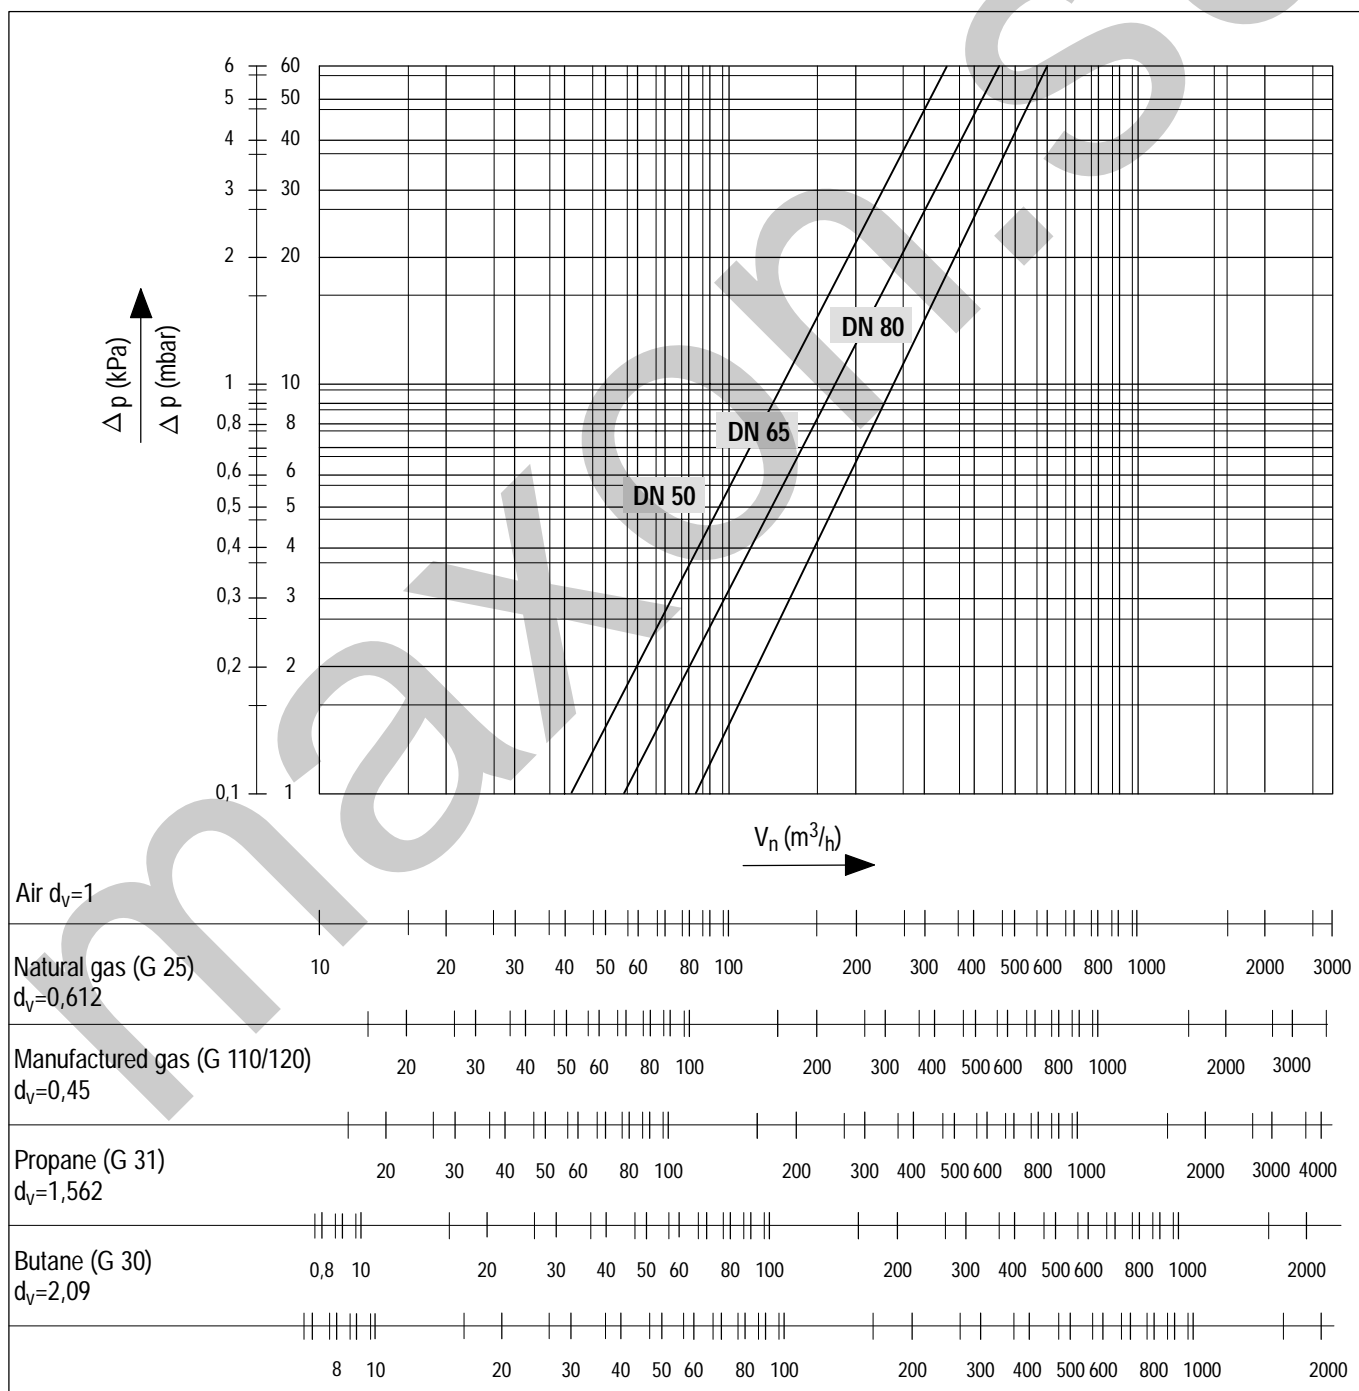 6 60
5 50
4 40
3 30
2 20
1 10
0,8 8
0,6 6
0,5 5
0,4 4
0,3 3
0,2 2
0,1 1
Δ p (kPa)
Δ p (mbar)
DN 80
DN 65
DN 50
Vn (m³/h)
Air dv=1
10 20 30 40 50 60 80 100 200 300 400 500 600 800 1000 2000 3000
Natural gas (G 25)
dv=0,612
20 30 40 50 60 80 100 200 300 400 500 600 800 1000 2000 3000
Manufactured gas (G 110/120)
dv=0,45
20 30 40 50 60 80 100 200 300 400 500 600 800 1000 2000 3000 4000
Propane (G 31)
dv=1,562
0,8 10 20 30 40 50 60 80 100 200 300 400 500 600 800 1000 2000
Butane (G 30)
dv=2,09
8 10 20 30 40 50 60 80 100 200 300 400 500 600 800 1000 2000
maxon.s